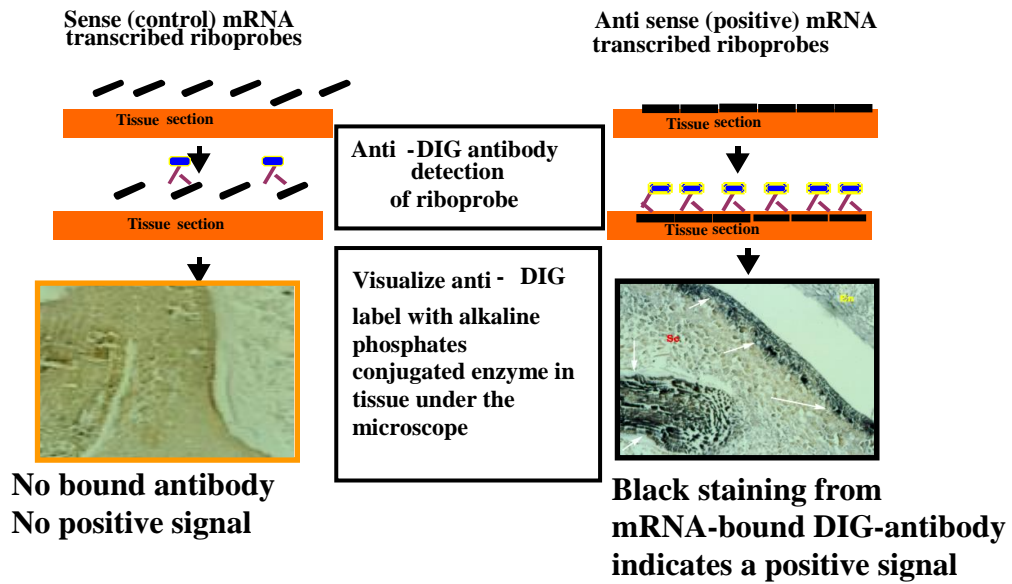 Sense (control) mRNA
transcribed riboprobes
Tissue section
Tissue section
No bound antibody
No positive signal
Anti -DIG antibody
detection
of riboprobe
Visualize anti - DIG
label with alkaline
phosphates
conjugated enzyme in
tissue under the
microscope
Anti sense (positive) mRNA
transcribed riboprobes
Tissue section
Tissue section
En
Se
Black staining from
mRNA-bound DIG-antibody
indicates a positive signal